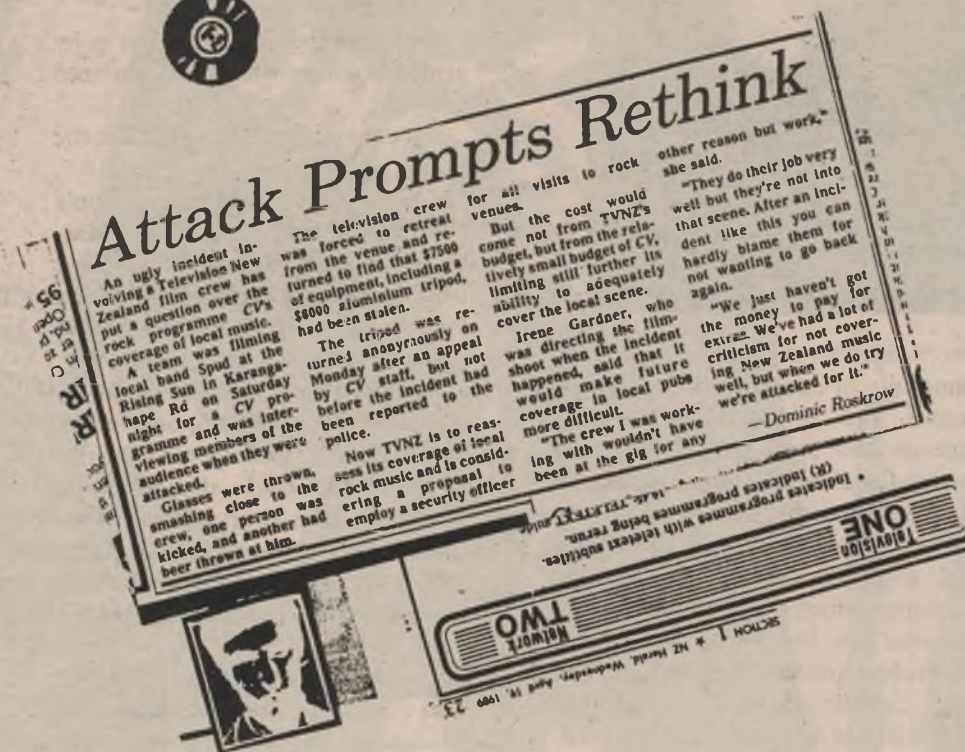 Attack Prompts Rethink
An ugly incident in-
volving a Television New
Zealand film crew has
put a question over the
rock programme CV's
coverage of local music.
A team was filming
local band Spud at the
Rising Sun in Karanga-
hape Rd on Saturday
night for a CV pro-
gramme and was inter-
viewing members of the
audience when they were
attacked.
Glasses were thrown,
smashing close to the
crew, one person was
kicked, and another had
beer thrown at him.
The television crew
was forced to retreat
from the venue and re-
turned to find that $7500
of equipment, including a
$6000 aluminium tripod,
had been stolen.
The tripod was re-
turned anonymously on
Monday after an appeal
by CV staff, but not
before the incident had
been reported to the
police.
Now TVNZ is to reas-
sess its coverage of local
rock music and is consid-
ering a proposal to
employ a security officer
for all visits to rock
venues.
But the cost would
come not from TVNZ's
budget, but from the rela-
tively small budget of CV,
limiting still further its
ability to adequately
cover the local scene.
Irene Gardner, who
was directing the film-
shoot when the incident
happened, said that it
would make future
coverage in local pubs
more difficult.
"The crew I was work-
ing with wouldn't have
been at the gig for any
other reason but work,"
she said.
"They do their job very
well but they're not into
that scene. After an inci-
dent like this you can
hardly blame them for
not wanting to go back
again.
"We just haven't got
the money to pay for
extras. We've had a lot of
criticism for not cover-
ing New Zealand music
well, but when we do try
we're attacked for it."
—Dominic Roskrow
SECTION 1 ★ NZ Herald, Wednesday, April 19, 1989 23
Television
ONE
Network
TWO
• Indicates programmes with teletext subtitles.
(R) Indicates programmes being rerun.